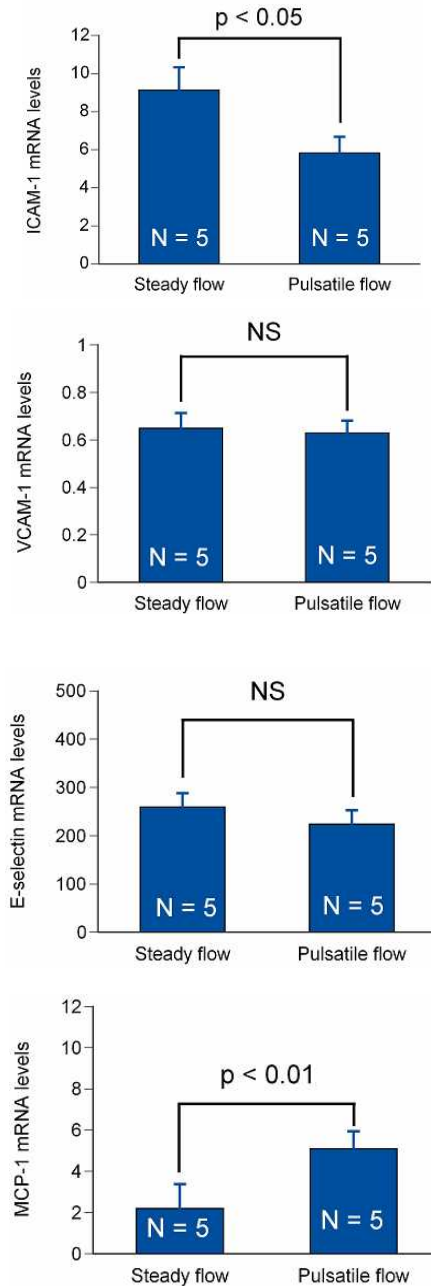 p < 0.05
ICAM-1 mRNA levels
12
10
8
6
4
2
0
N = 5
N = 5
Steady flow
Pulsatile flow
NS
VCAM-1 mRNA levels
1
0.8
0.6
0.4
0.2
0
N = 5
N = 5
Steady flow
Pulsatile flow
NS
E-selectin mRNA levels
500
400
300
200
100
0
N = 5
N = 5
Steady flow
Pulsatile flow
p < 0.01
MCP-1 mRNA levels
12
10
8
6
4
2
0
N = 5
N = 5
Steady flow
Pulsatile flow